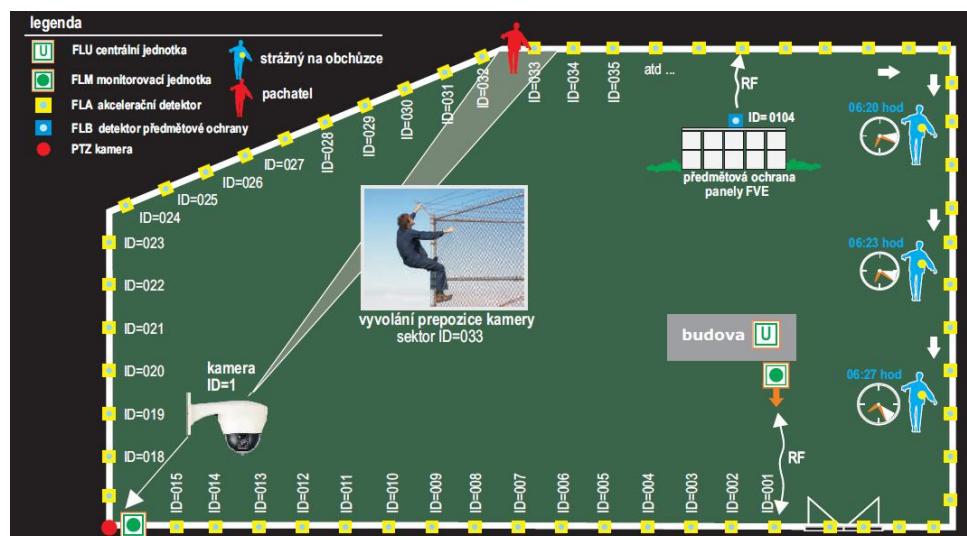 legenda
U FLU centrální jednotka
FLM monitorovací jednotka
FLA akcelerační detektor
FLB detektor předmětové ochrany
PTZ kamera
strážný na obchůzce
pachatel
ID=018
ID=019
ID=020
ID=021
ID=022
ID=023
ID=024
ID=025
ID=026
ID=027
ID=028
ID=029
ID=030
ID=031
ID=032
ID=033
ID=034
ID=035
atd ...
RF
ID= 0104
předmětová ochrana
panely FVE
06:20 hod
06:23 hod
06:27 hod
vyvolání prepozice kamery
sektor ID=033
budova U
kamera
ID=1
RF
ID=015
ID=014
ID=013
ID=012
ID=011
ID=010
ID=009
ID=008
ID=007
ID=006
ID=005
ID=004
ID=003
ID=002
ID=001